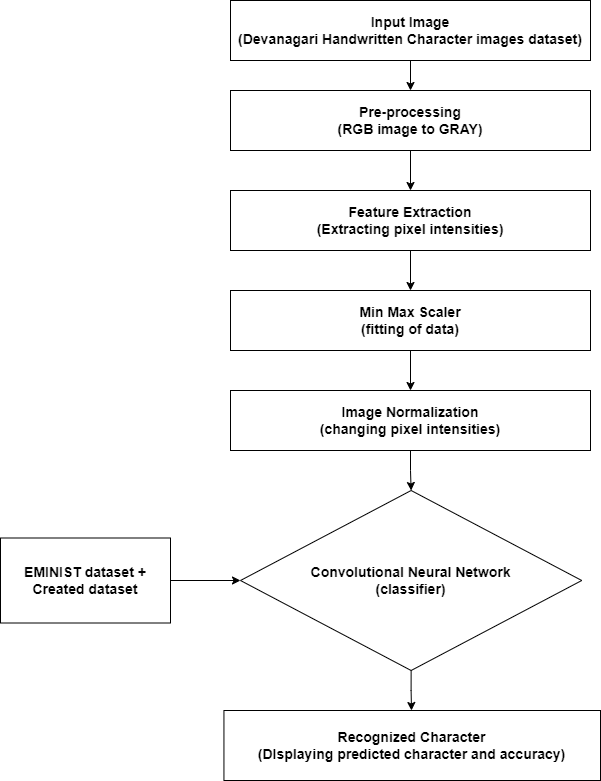 Input Image
(Devanagari Handwritten Character images dataset)
Pre-processing
(RGB image to GRAY)
Feature Extraction
(Extracting pixel intensities)
Min Max Scaler
(fitting of data)
Image Normalization
(changing pixel intensities)
EMINIST dataset +
Created dataset
Convolutional Neural Network
(classifier)
Recognized Character
(Displaying predicted character and accuracy)